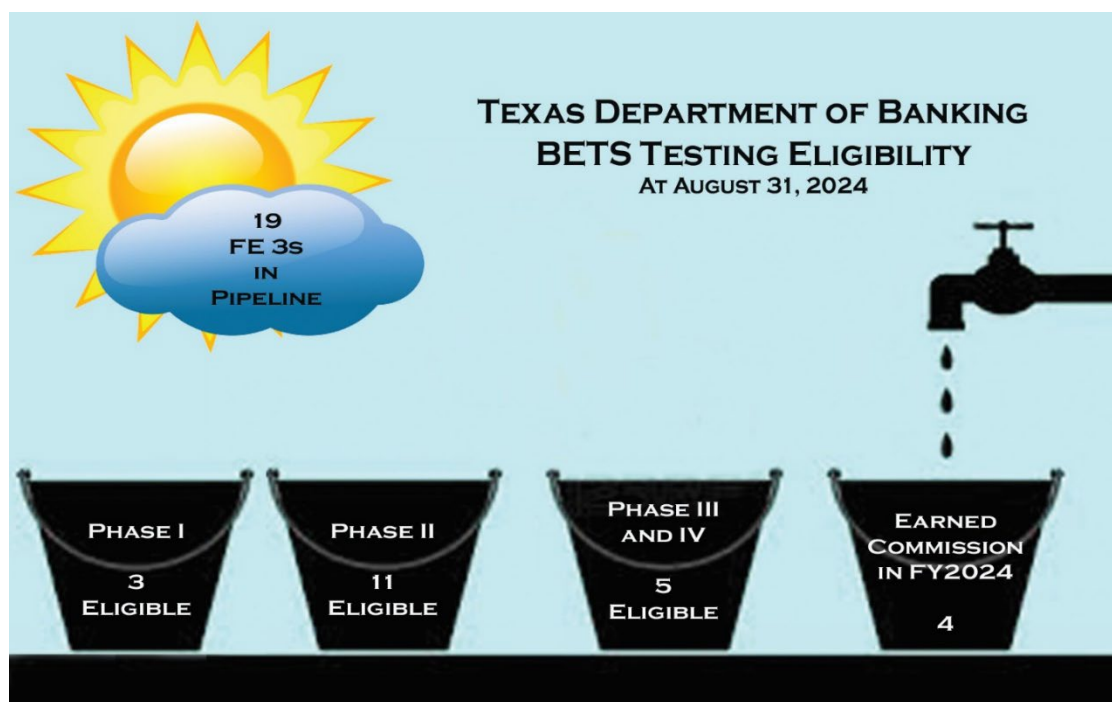 Texas Department of Banking
BETS Testing Eligibility
At August 31, 2024
19
FE 3s
in
Pipeline
Phase I
3
Eligible
Phase II
11
Eligible
Phase III
and IV
5
Eligible
Earned
Commission
in FY2024
4